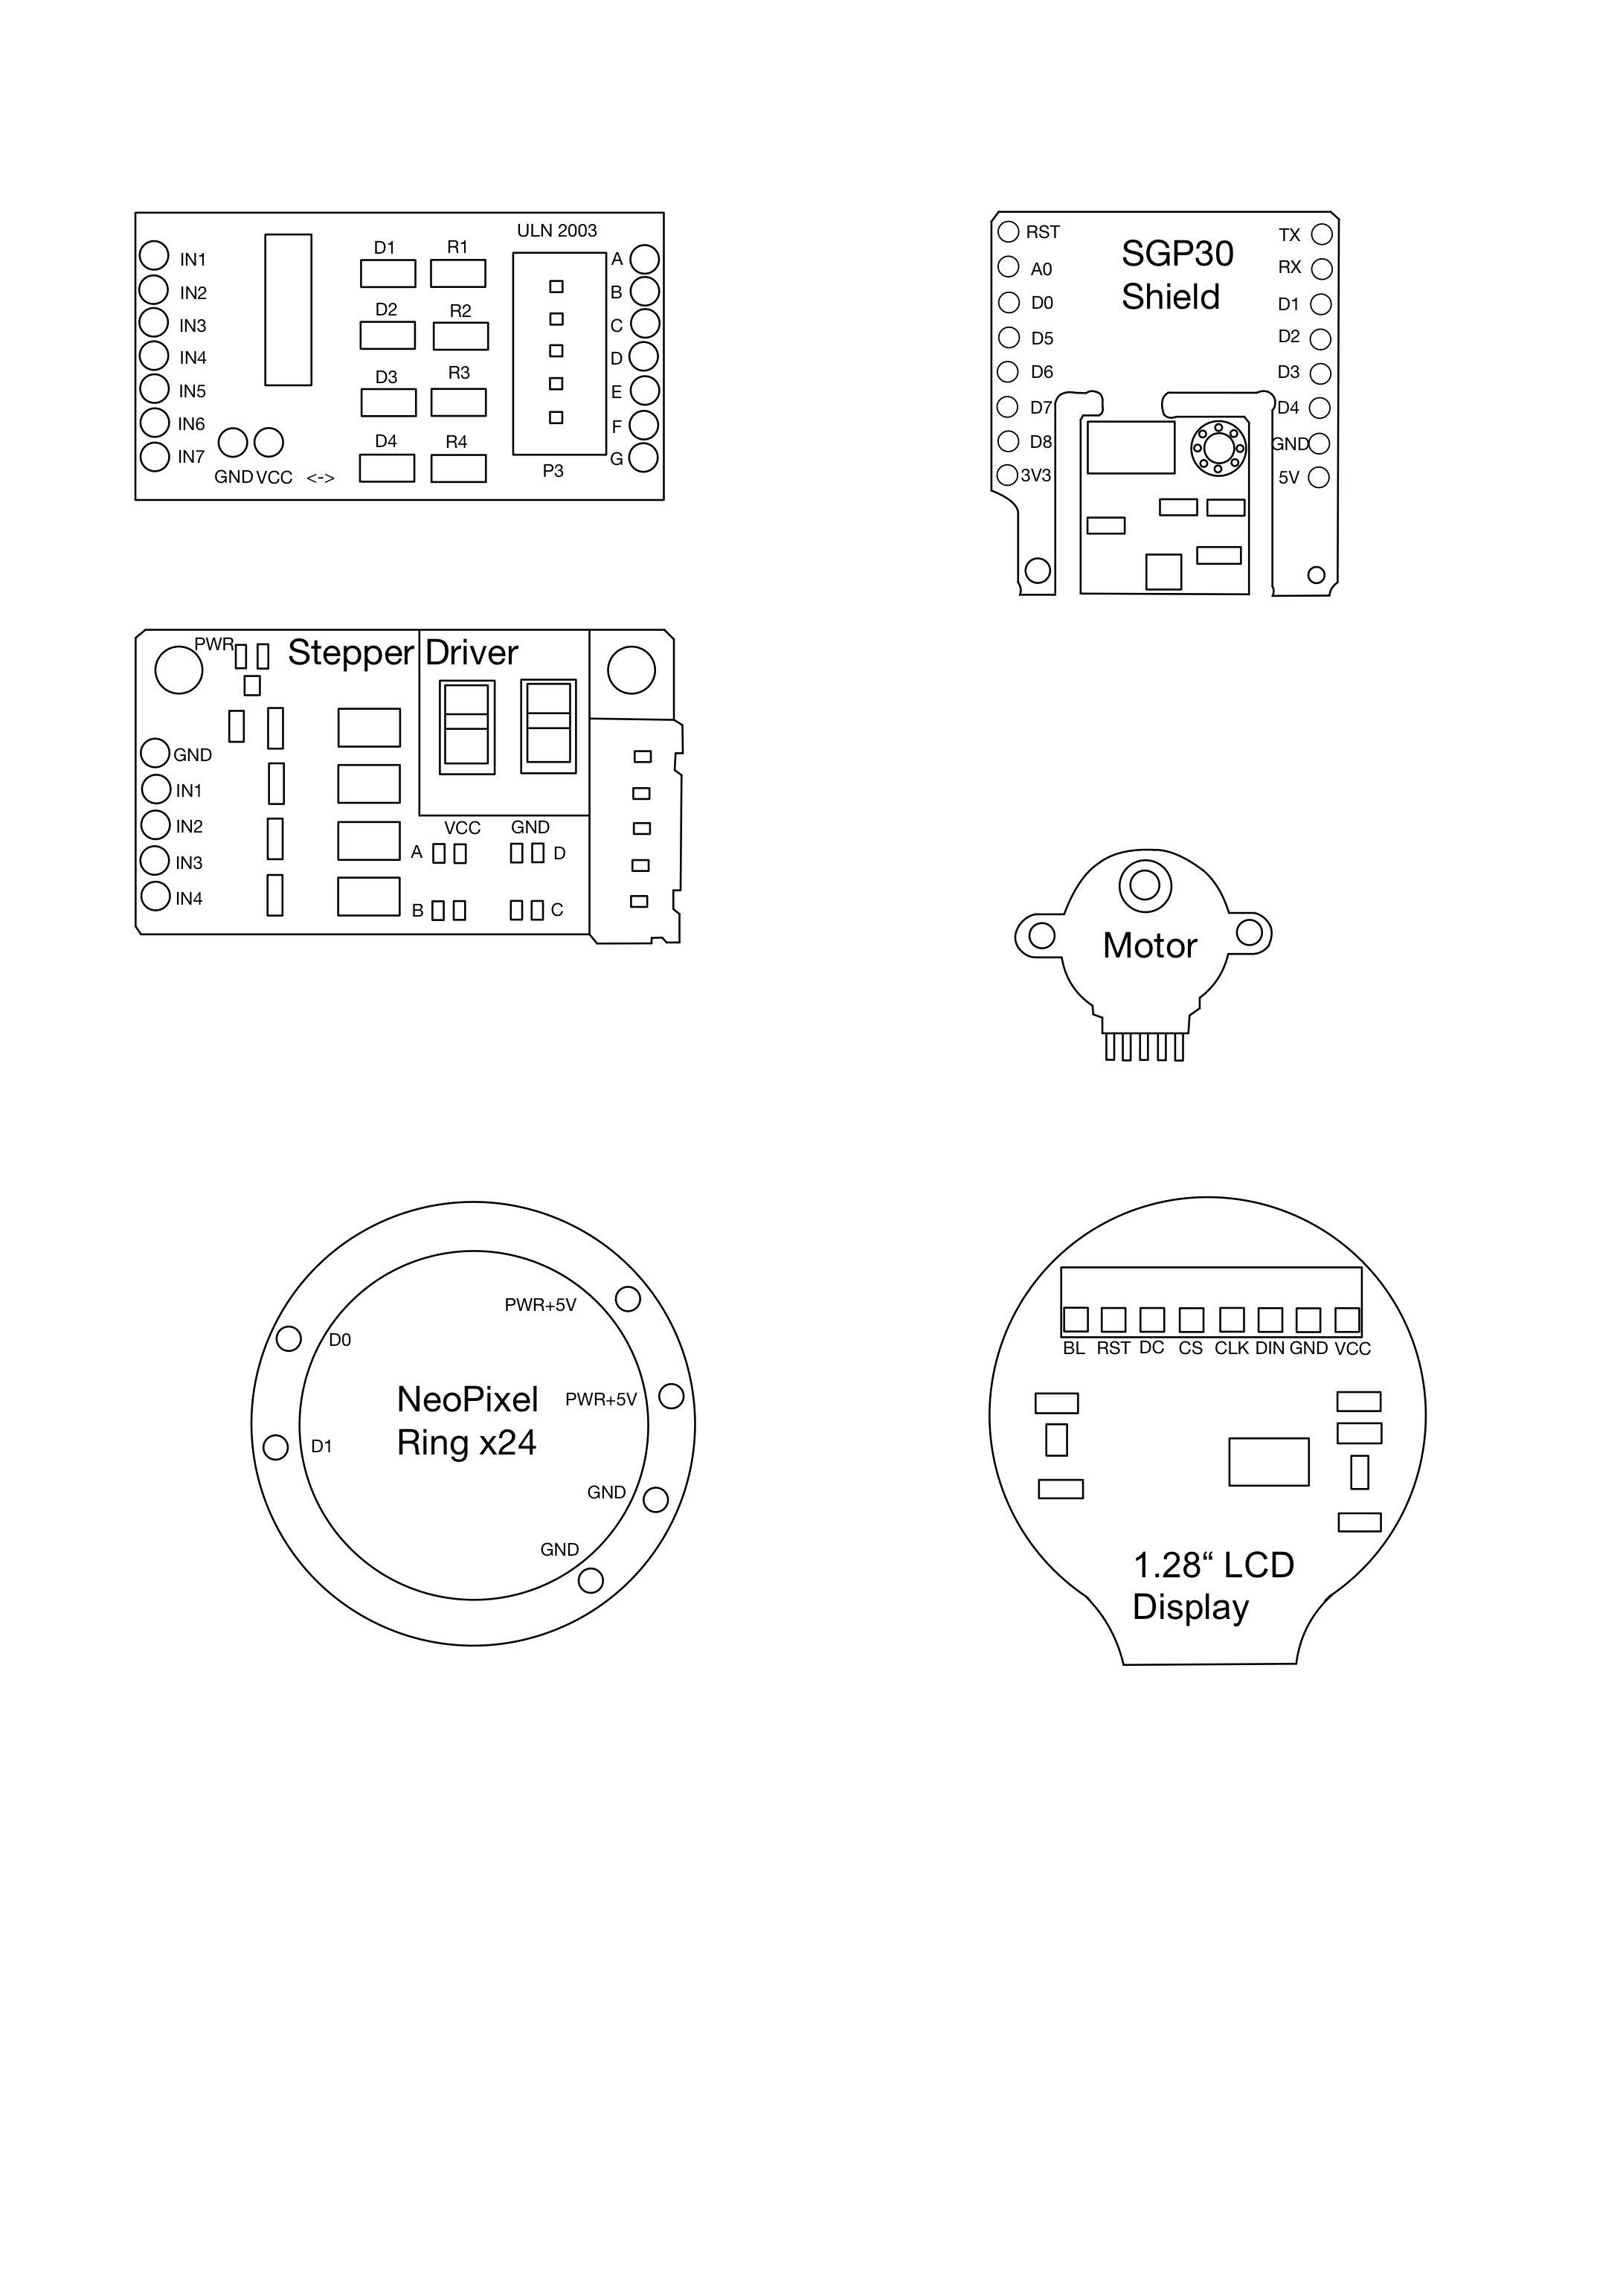 ULN 2003
IN1
IN2
IN3
IN4
IN5
IN6
IN7
GND VCC <->
D1 R1
D2 R2
D3 R3
D4 R4
P3
A
B
C
D
E
F
G
SGP30
Shield
RST
A0
D0
D5
D6
D7
D8
3V3
TX
RX
D1
D2
D3
D4
GND
5V
PWR
Stepper Driver
GND
IN1
IN2
IN3
IN4
VCC GND
A D
B C
Motor
PWR+5V
D0
PWR+5V
NeoPixel
Ring x24
D1
GND
GND
BL RST DC CS CLK DIN GND VCC
1.28“ LCD
Display